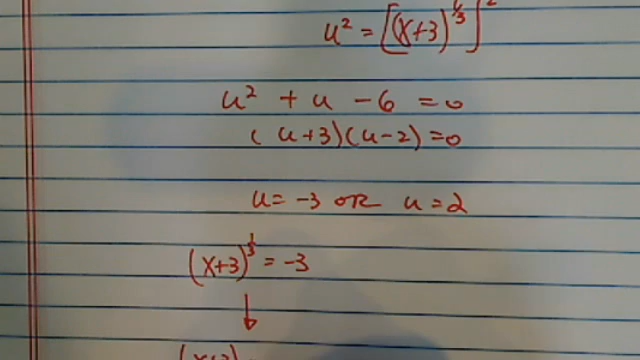 u² = [(x+3)^(1/3)]²
u² + u - 6 = 0
(u+3)(u-2)=0
u = -3 OR u = 2
(x+3)^(1/3) = -3
↓